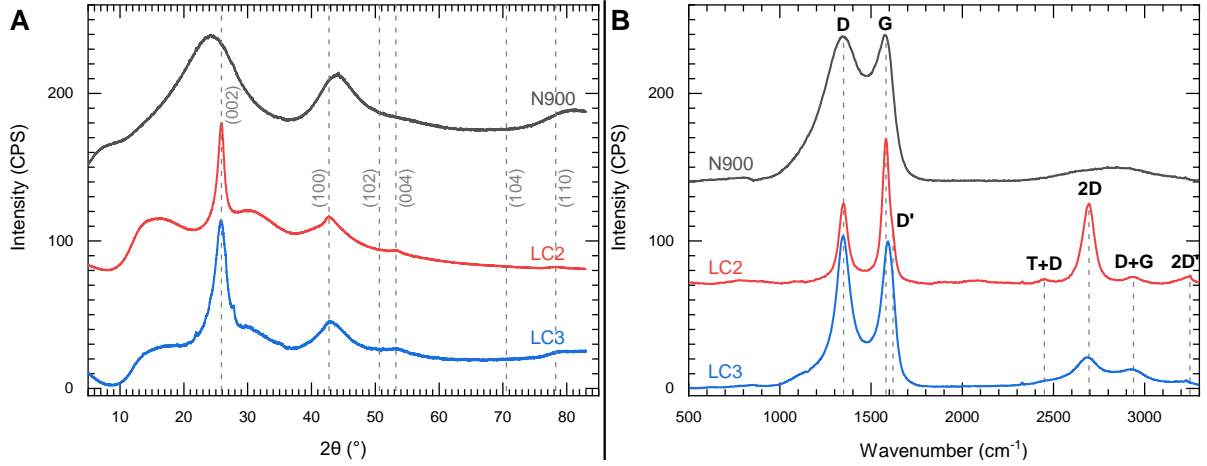 A
Intensity (CPS)
200
100
0
N900
(002)
(100)
(102)
(004)
(104)
(110)
LC2
LC3
10 20 30 40 50 60 70 80
2θ (°)
B
Intensity (CPS)
200
100
0
D G
N900
2D
D'
LC2
T+D D+G 2D'
LC3
500 1000 1500 2000 2500 3000
Wavenumber (cm⁻¹)